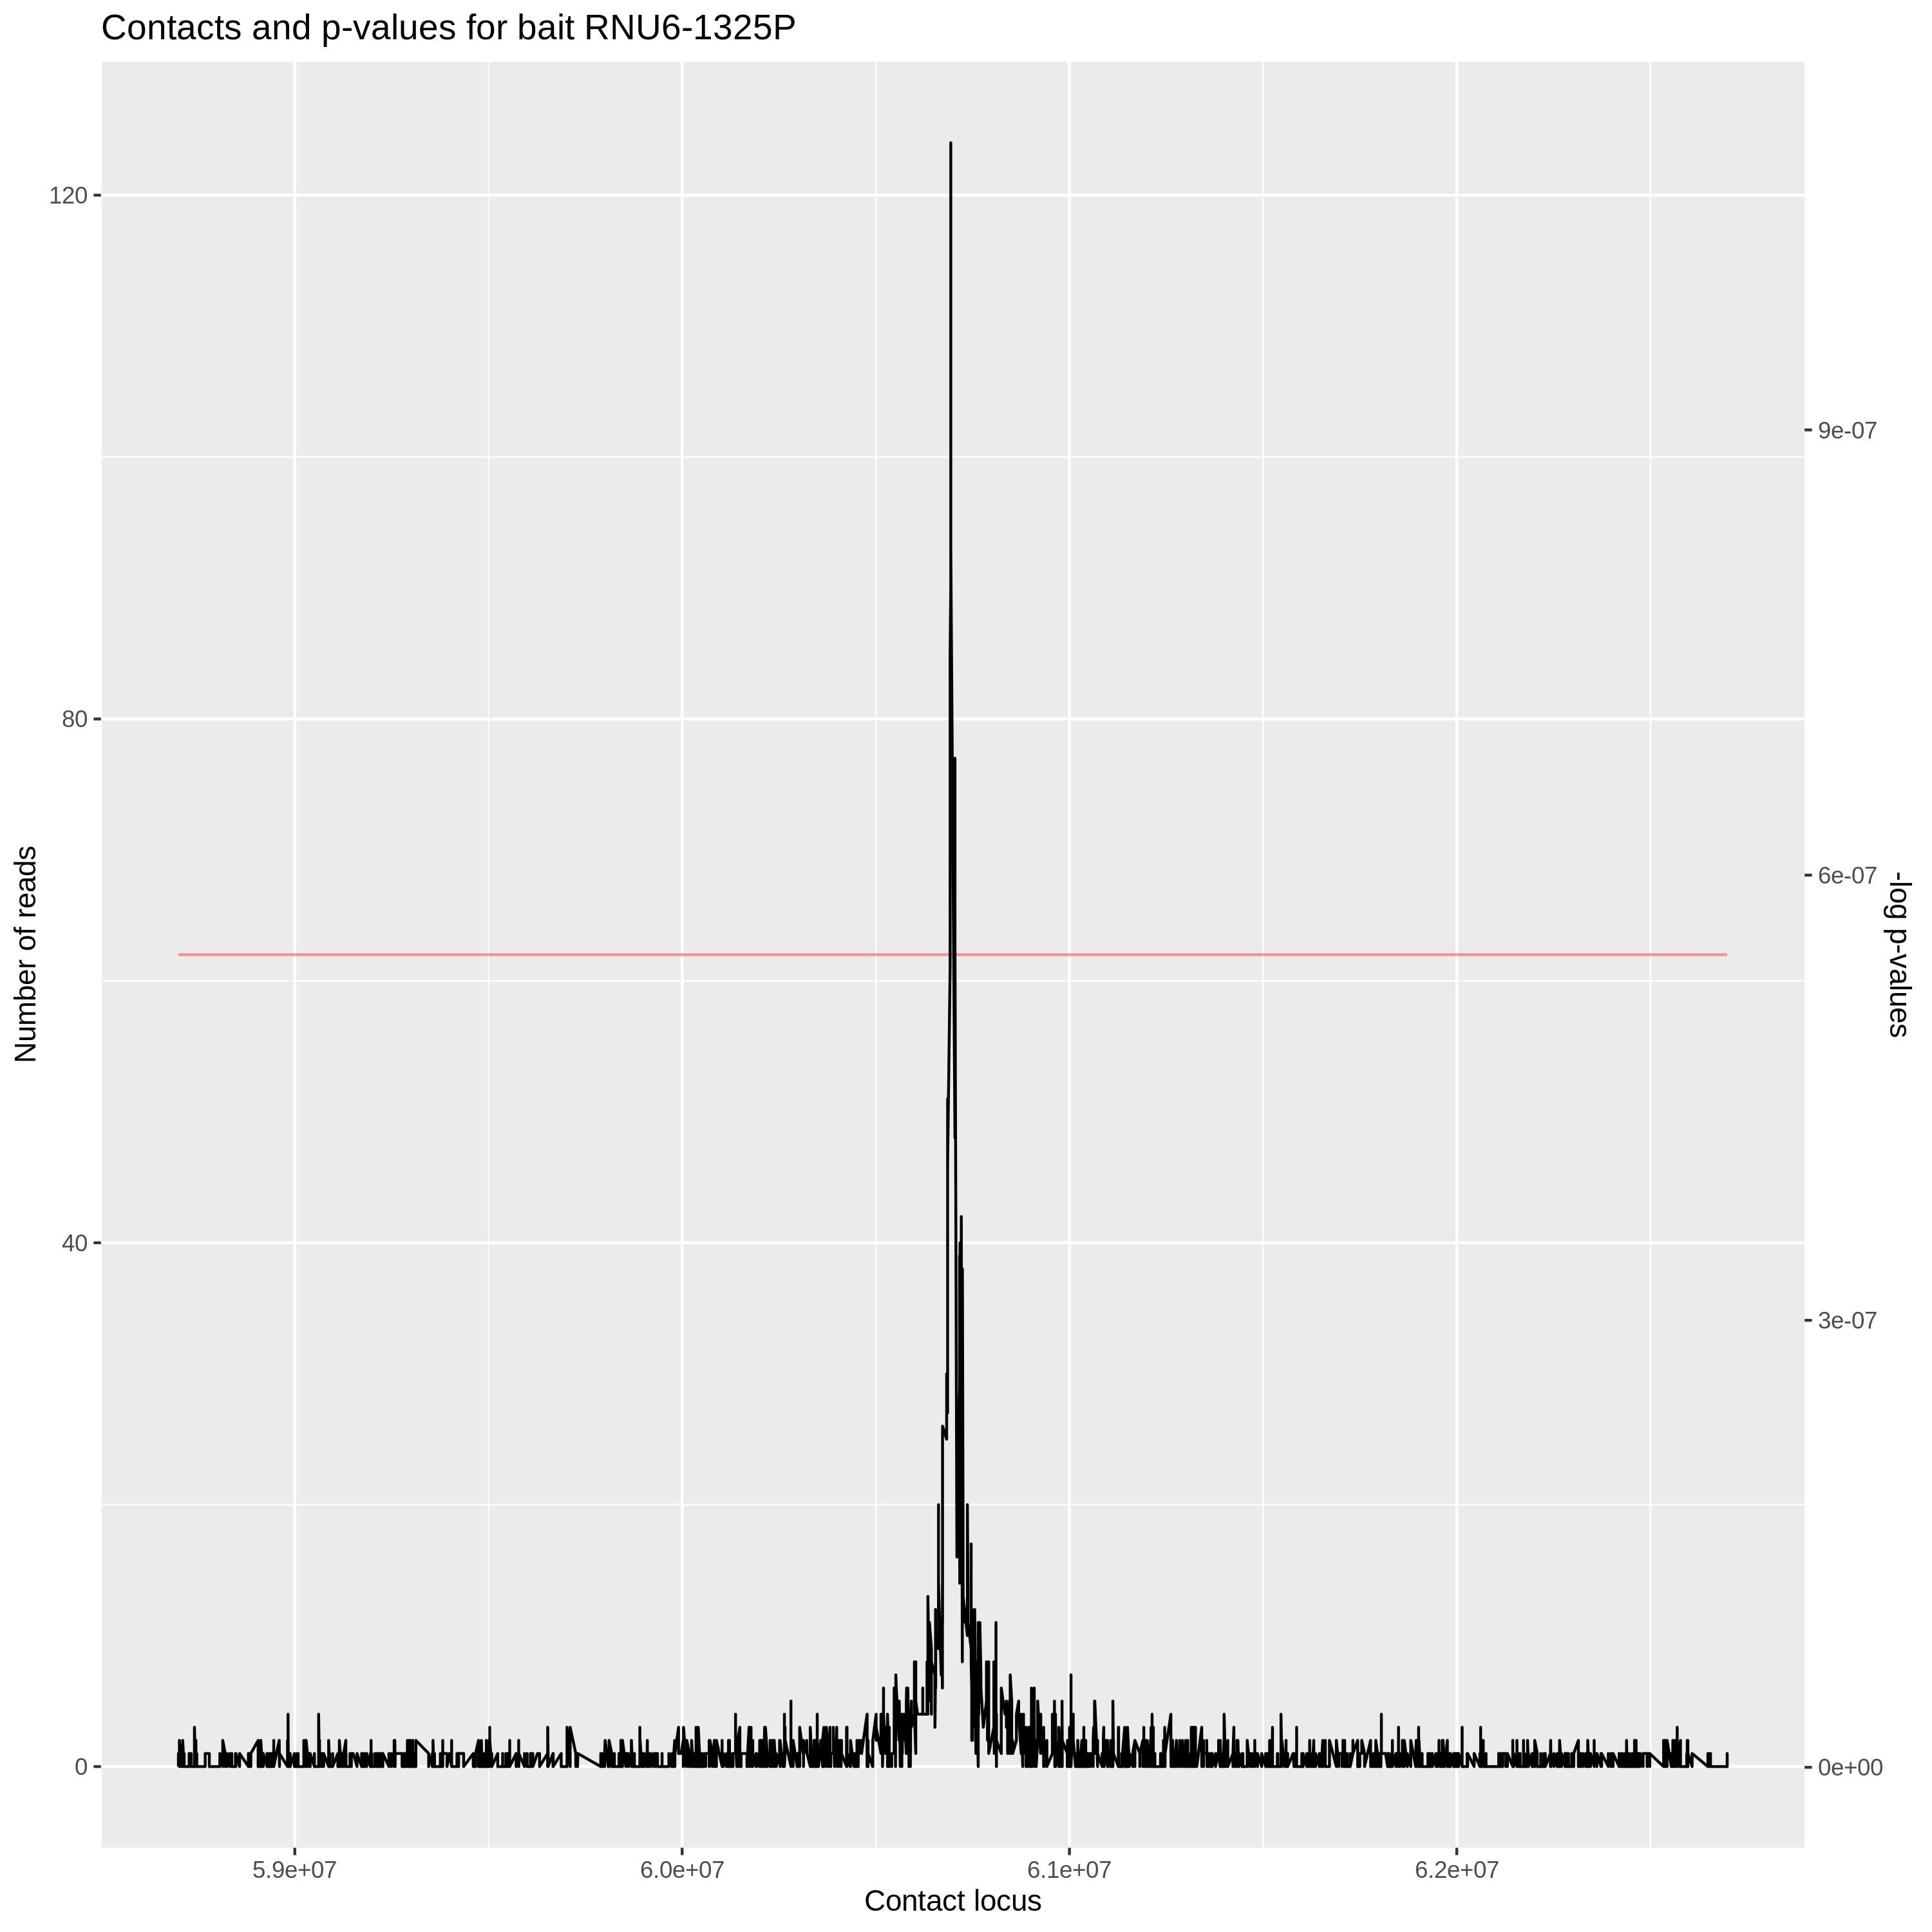 Contacts and p-values for bait RNU6-1325P
120
80
40
0
Number of reads
9e-07
6e-07
3e-07
0e+00
-log p-values
5.9e+07
6.0e+07
6.1e+07
6.2e+07
Contact locus